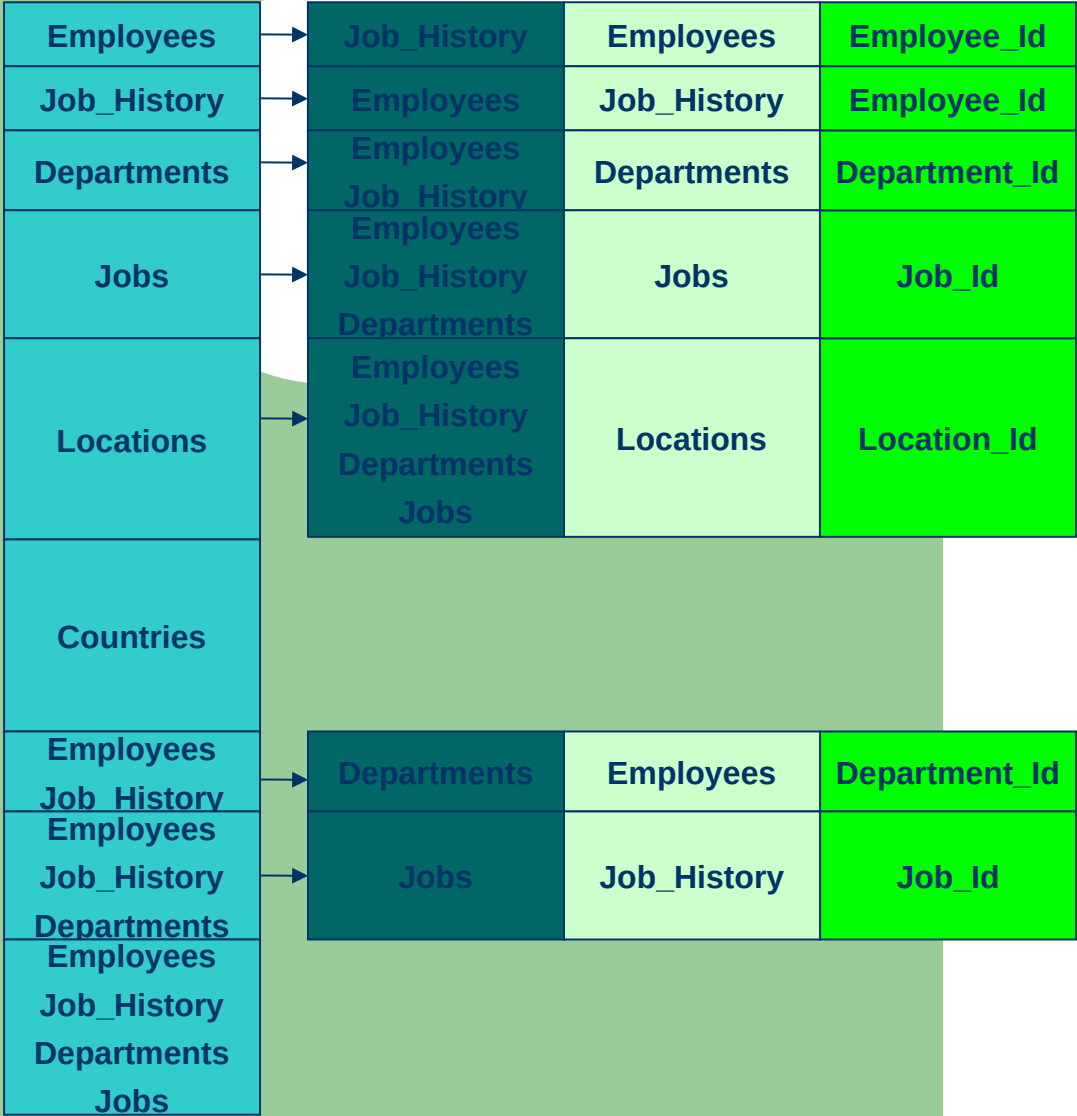 Employees Job_History Employees Employee_Id
Job_History Employees Job_History Employee_Id
Departments
Employees
Job_History
Departments Department_Id
Jobs
Employees
Job_History
Departments
Jobs Job_Id
Locations
Employees
Job_History
Departments
Jobs
Locations Location_Id
Countries
Employees
Job_History
Departments Employees Department_Id
Employees
Job_History
Departments
Jobs Job_History Job_Id
Employees
Job_History
Departments
Jobs